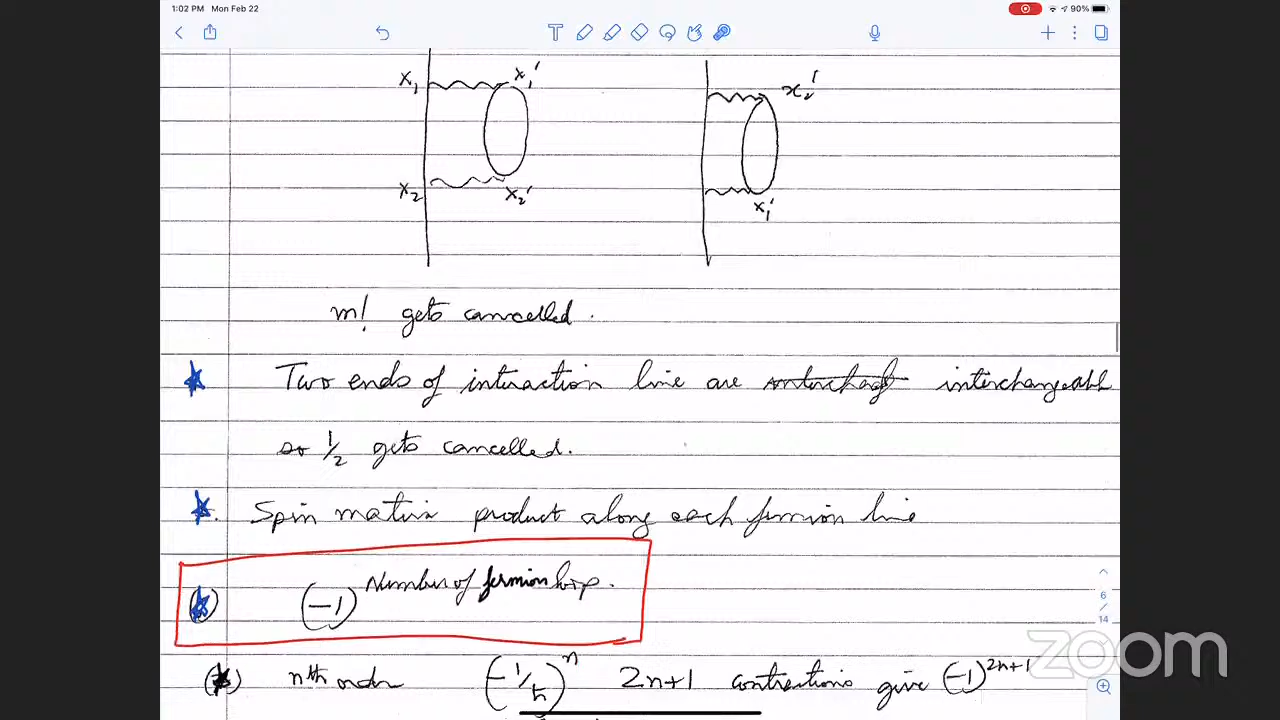 1:02 PM Mon Feb 22
90%
x₁ x₁′ x₂′
x₂ x₂′ x₁′
m! gets cancelled.
★ Two ends of interaction line are interchangeable
so 1/2 gets cancelled.
★ Spin matrix product along each fermion line
(★) (−1)^Number of fermion loop.
(★) nth order (−1/ħ)ⁿ 2n+1 contractions give (−1)²ⁿ⁺¹
6
/
14
zoom